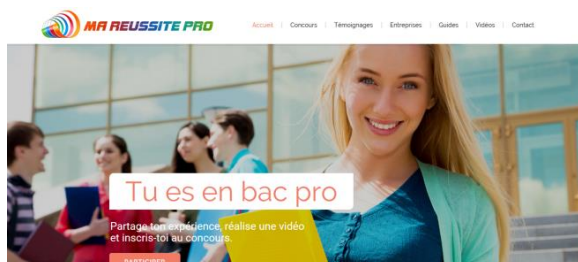 MA REUSSITE PRO
Accueil | Concours | Témoignages | Entreprises | Guides | Vidéos | Contact
Tu es en bac pro
Partage ton expérience, réalise une vidéo
et inscris-toi au concours.
PARTICIPER